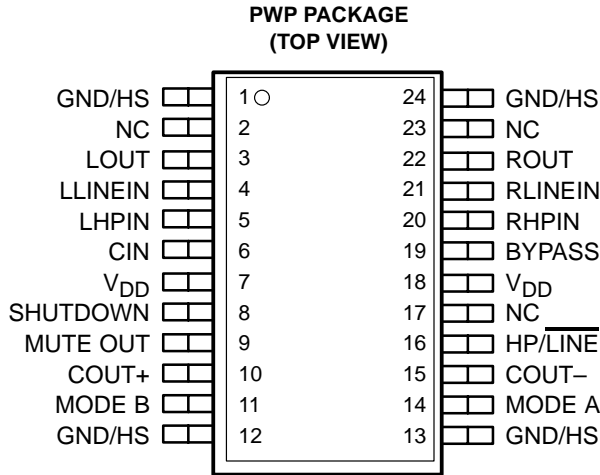 PWP PACKAGE
(TOP VIEW)
GND/HS 1 24 GND/HS
NC 2 23 NC
LOUT 3 22 ROUT
LLINEIN 4 21 RLINEIN
LHPIN 5 20 RHPIN
CIN 6 19 BYPASS
VDD 7 18 VDD
SHUTDOWN 8 17 NC
MUTE OUT 9 16 HP/L̅I̅N̅E̅
COUT+ 10 15 COUT–
MODE B 11 14 MODE A
GND/HS 12 13 GND/HS